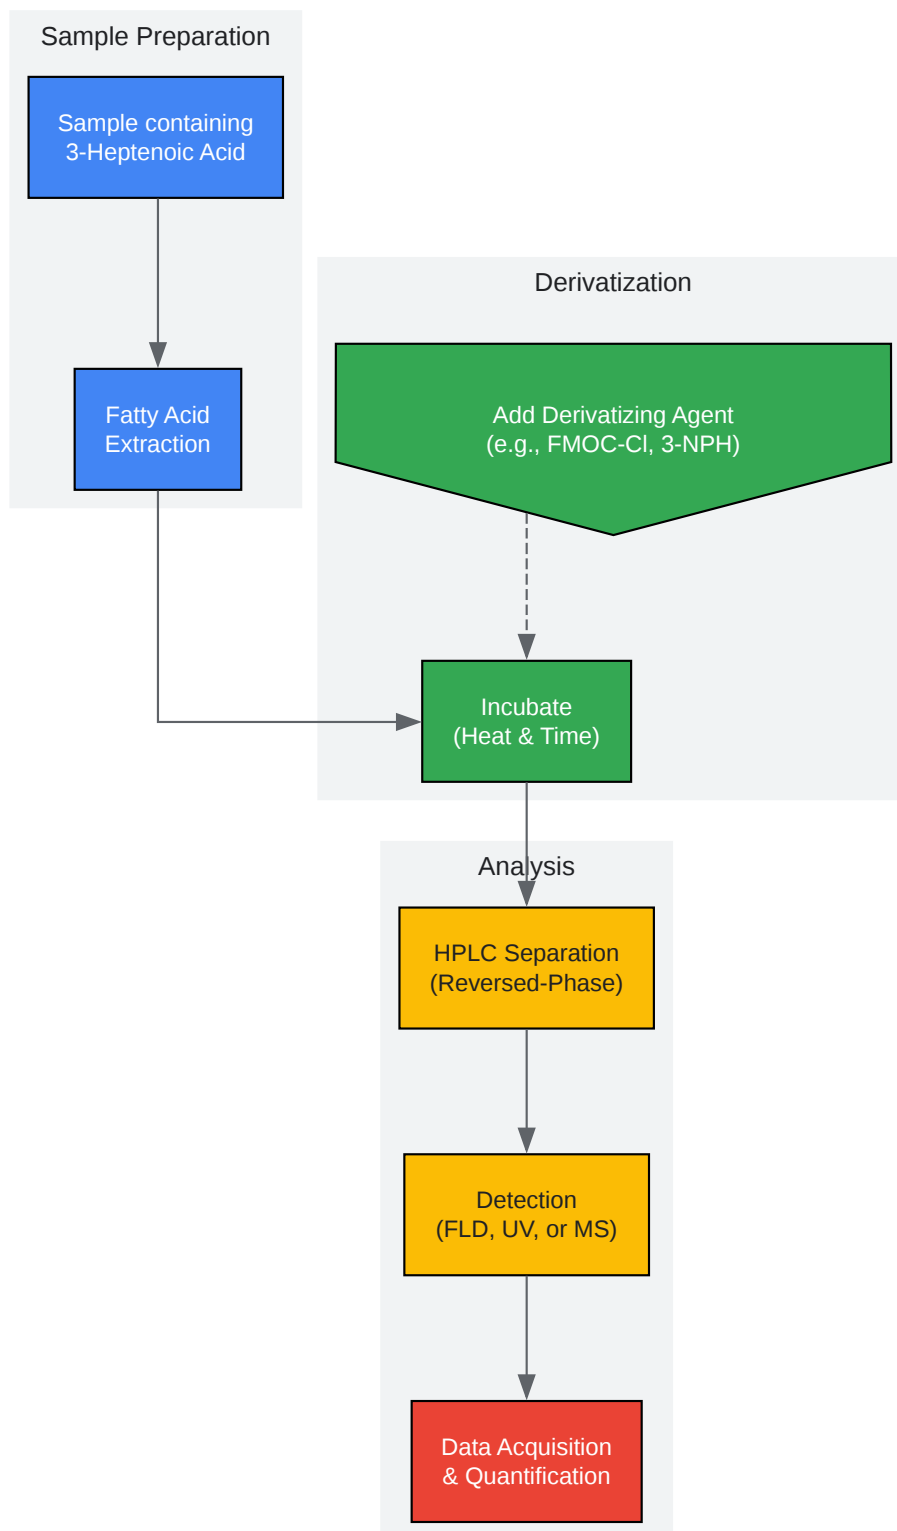 Sample Preparation
Sample containing
3-Heptenoic Acid
Fatty Acid
Extraction
Derivatization
Add Derivatizing Agent
(e.g., FMOC-Cl, 3-NPH)
Incubate
(Heat & Time)
Analysis
HPLC Separation
(Reversed-Phase)
Detection
(FLD, UV, or MS)
Data Acquisition
& Quantification